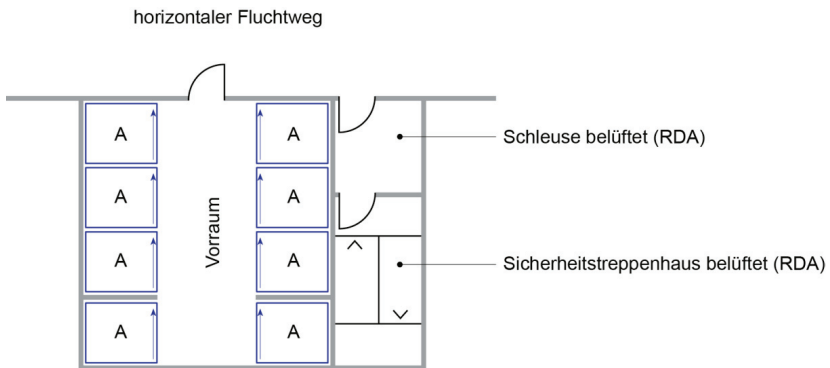 horizontaler Fluchtweg
A
A
Schleuse belüftet (RDA)
A
A
Vorraum
A
A
Sicherheitstreppenhaus belüftet (RDA)
A
A